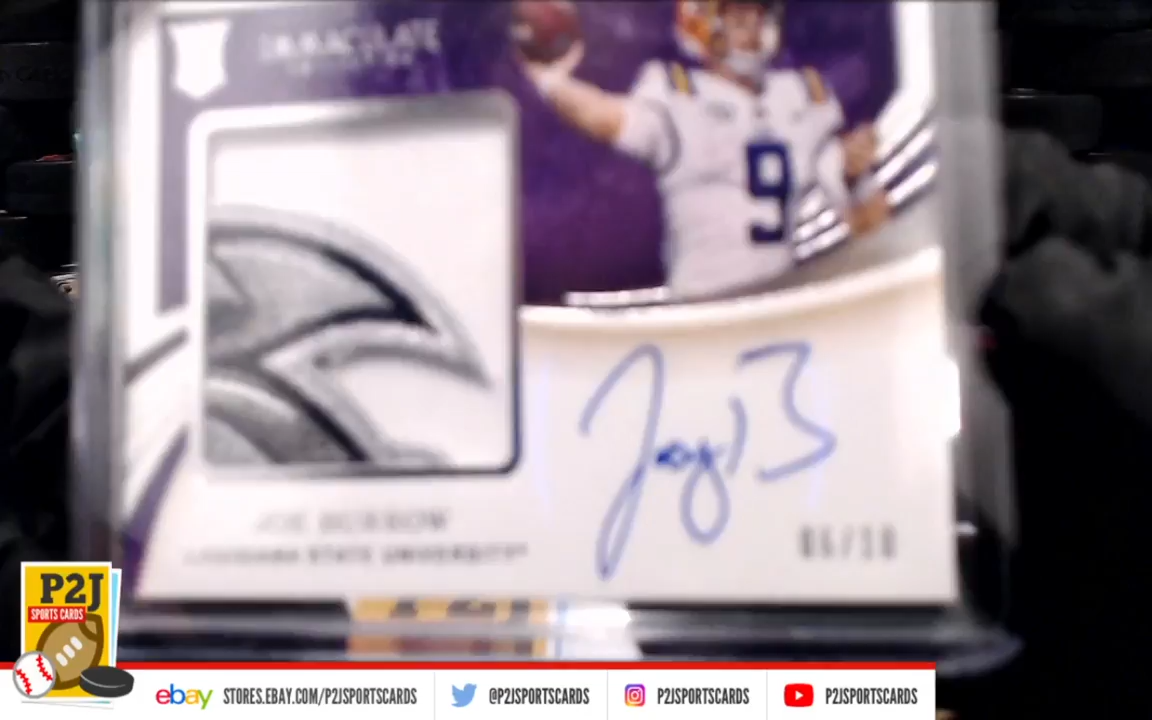 IMMACULATE
9
JOE BURROW
LOUISIANA STATE UNIVERSITY
P2J
SPORTS CARDS
ebay STORES.EBAY.COM/P2JSPORTSCARDS
@P2JSPORTSCARDS
P2JSPORTSCARDS
P2JSPORTSCARDS